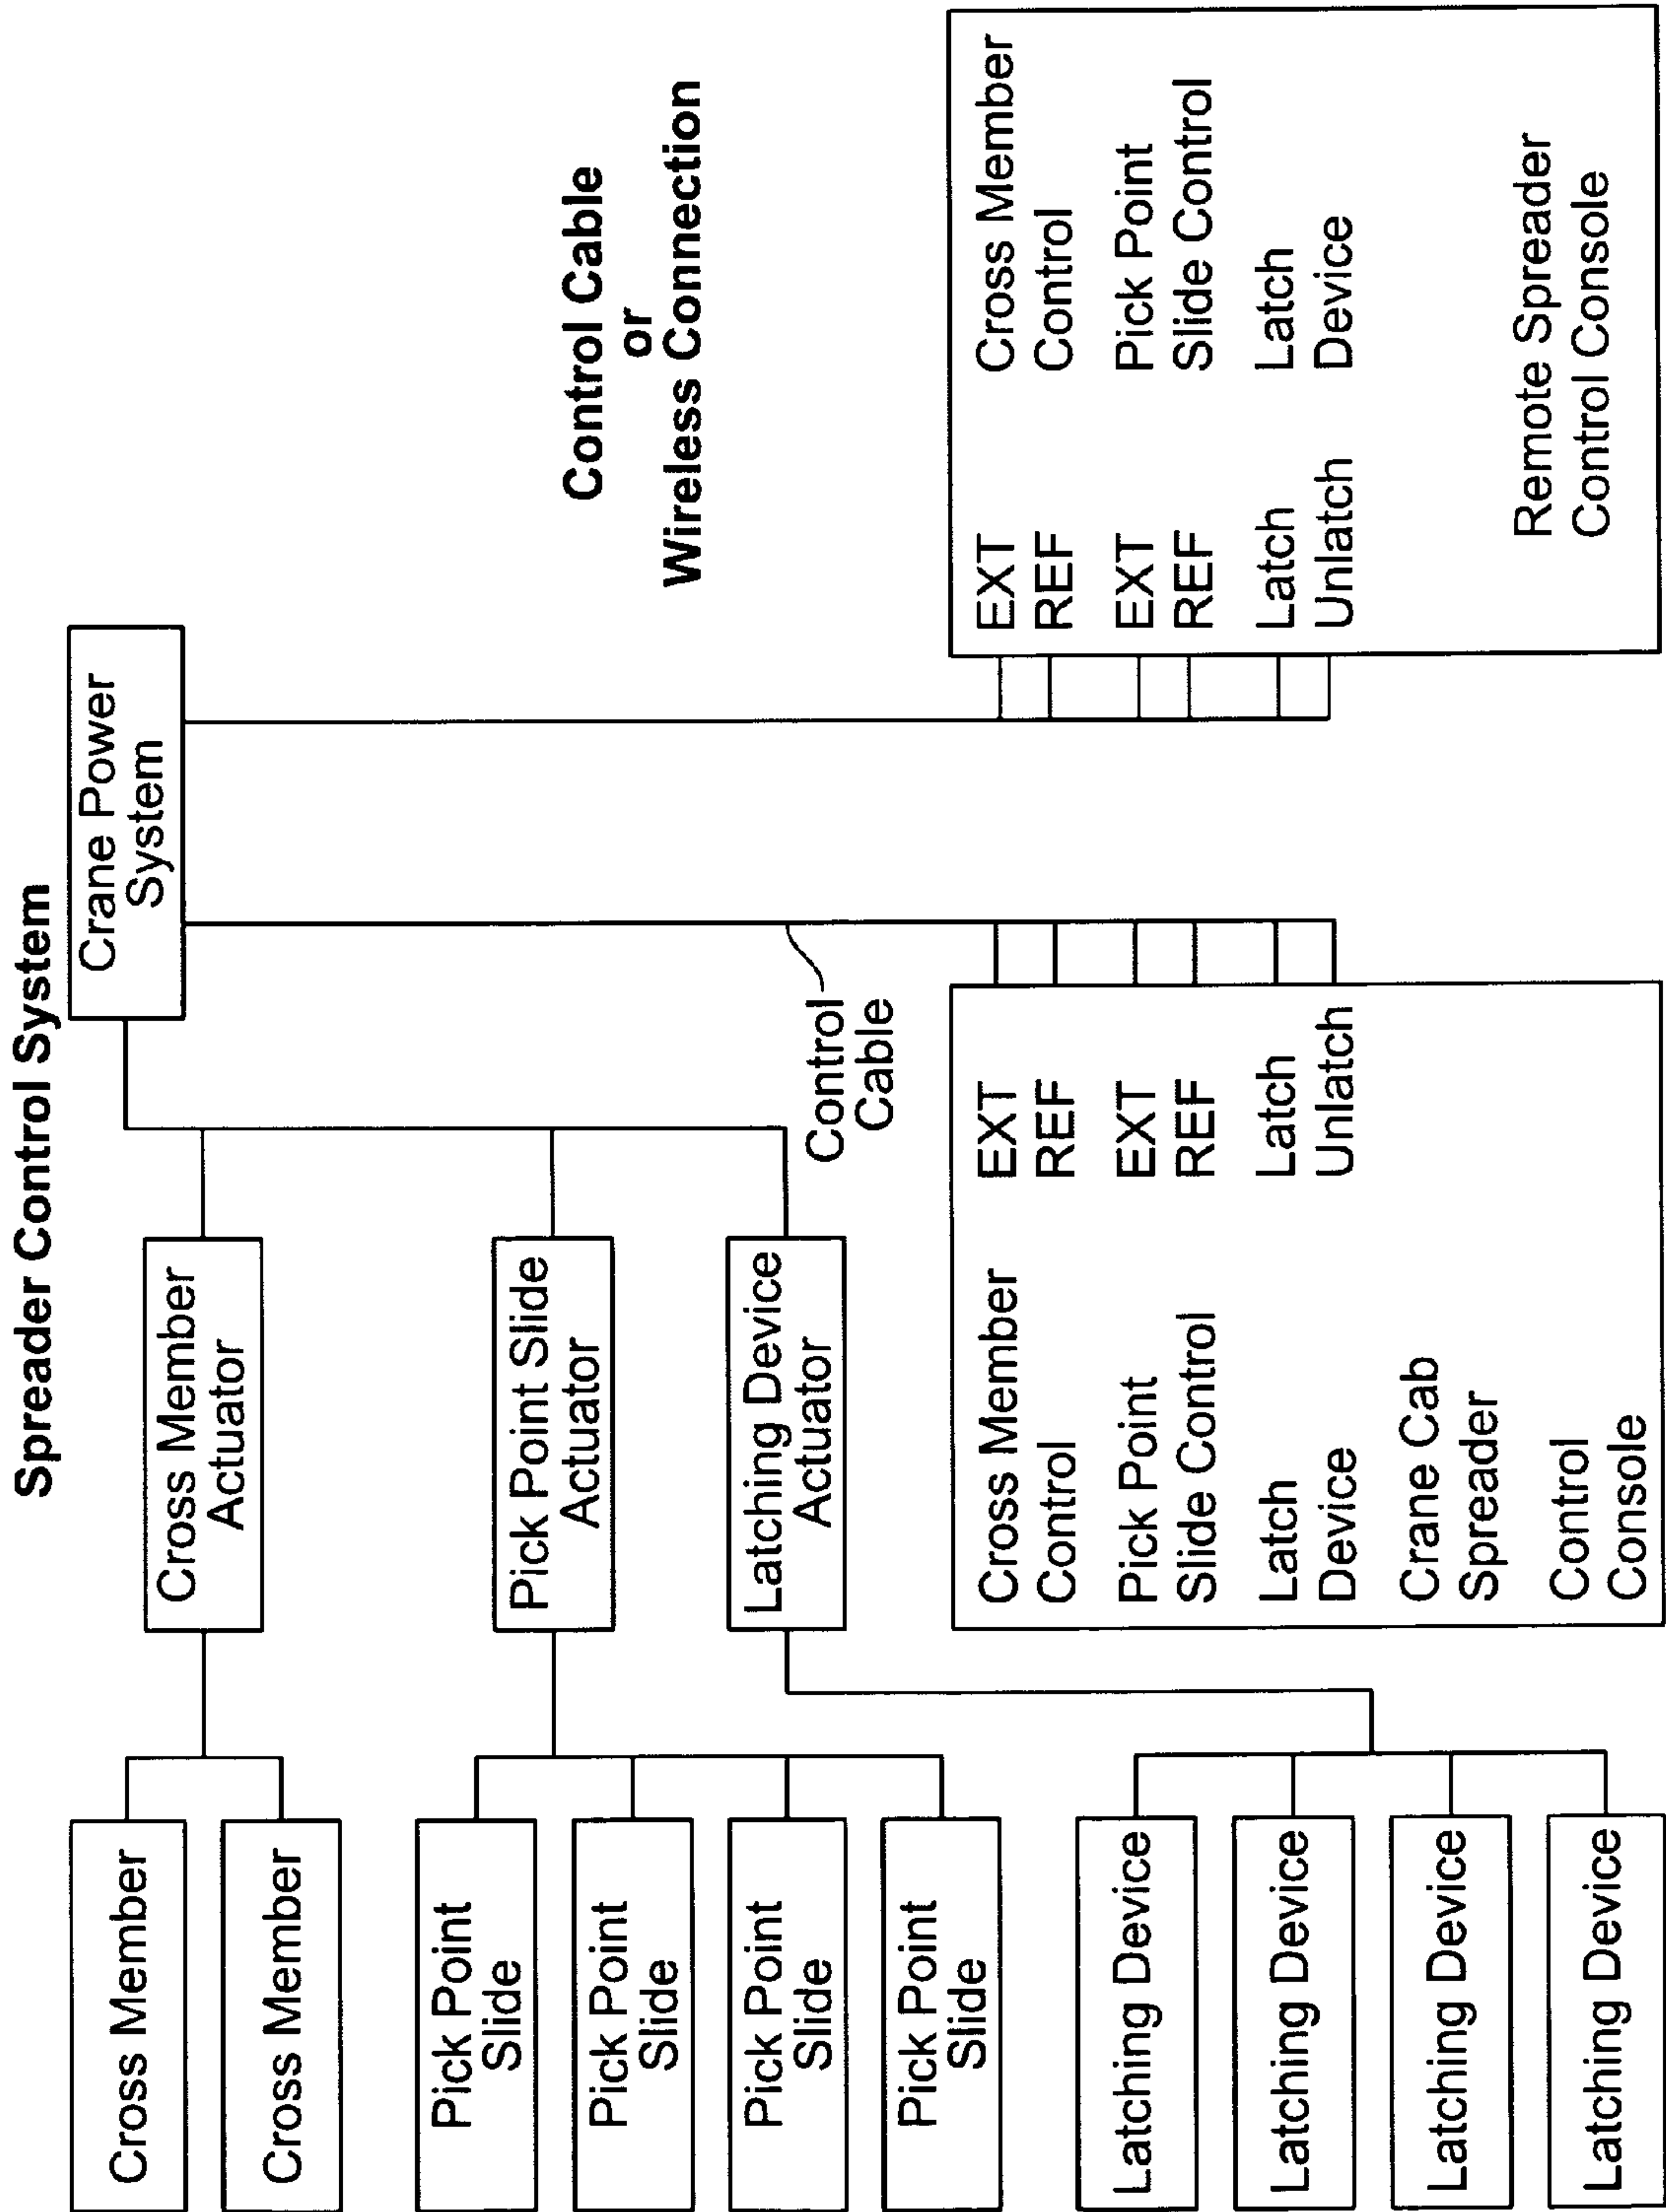 Spreader Control System
Crane Power
System
Cross Member
Actuator
Pick Point Slide
Actuator
Latching Device
Actuator
Cross Member
Cross Member
Pick Point
Slide
Pick Point
Slide
Pick Point
Slide
Pick Point
Slide
Latching Device
Latching Device
Latching Device
Latching Device
Control
Cable
Control Cable
or
Wireless Connection
Cross Member EXT
Control REF
Pick Point EXT
Slide Control REF
Latch Latch
Device Unlatch
Crane Cab
Spreader
Control
Console
EXT Cross Member
REF Control
EXT Pick Point
REF Slide Control
Latch Latch
Unlatch Device
Remote Spreader
Control Console